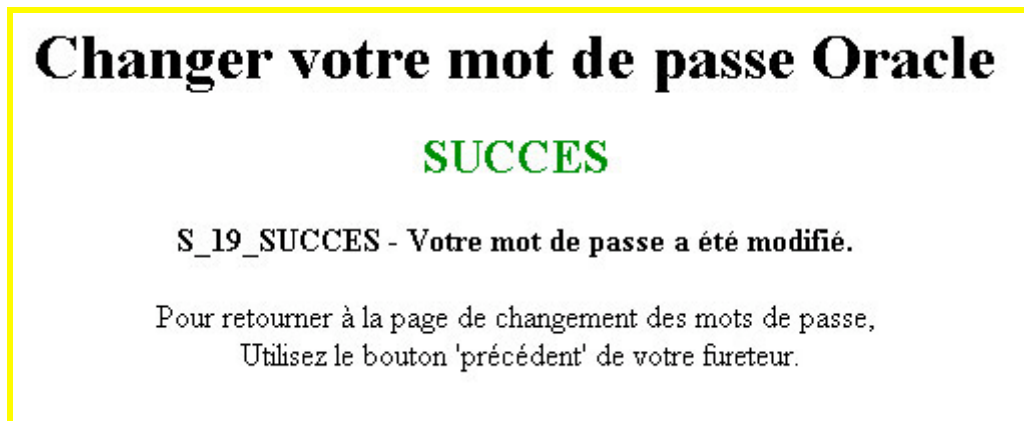 Changer votre mot de passe Oracle
SUCCES
S_19_SUCCES - Votre mot de passe a été modifié.
Pour retourner à la page de changement des mots de passe,
Utilisez le bouton 'précédent' de votre fureteur.